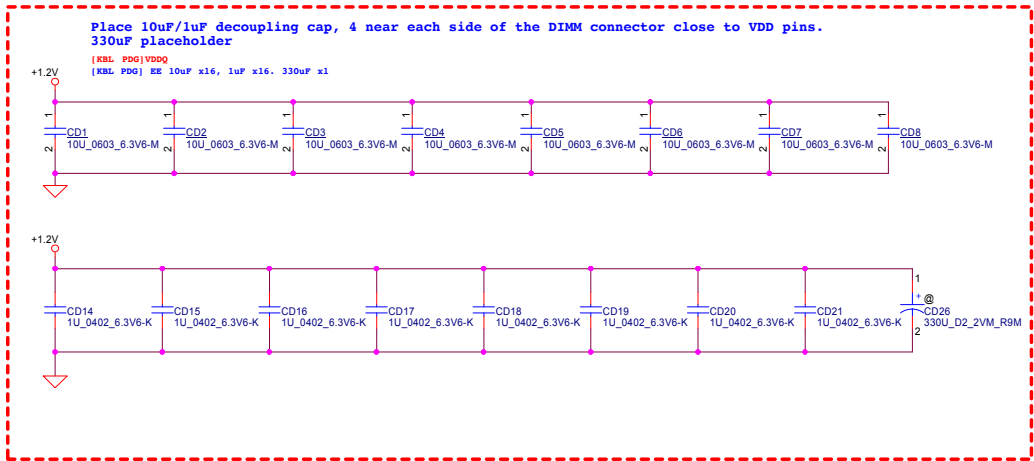 Place 10uF/1uF decoupling cap, 4 near each side of the DIMM connector close to VDD pins.
330uF placeholder
[KBL PDG]VDDQ
[KBL PDG] EE 10uF x16, 1uF x16. 330uF x1
+1.2V
1 1 1 1 1 1 1 1
CD1 CD2 CD3 CD4 CD5 CD6 CD7 CD8
10U_0603_6.3V6-M 10U_0603_6.3V6-M 10U_0603_6.3V6-M 10U_0603_6.3V6-M 10U_0603_6.3V6-M 10U_0603_6.3V6-M 10U_0603_6.3V6-M 10U_0603_6.3V6-M
2 2 2 2 2 2 2 2
+1.2V
1
+ @
CD14 CD15 CD16 CD17 CD18 CD19 CD20 CD21 CD26
1U_0402_6.3V6-K 1U_0402_6.3V6-K 1U_0402_6.3V6-K 1U_0402_6.3V6-K 1U_0402_6.3V6-K 1U_0402_6.3V6-K 1U_0402_6.3V6-K 1U_0402_6.3V6-K 330U_D2_2VM_R9M
2